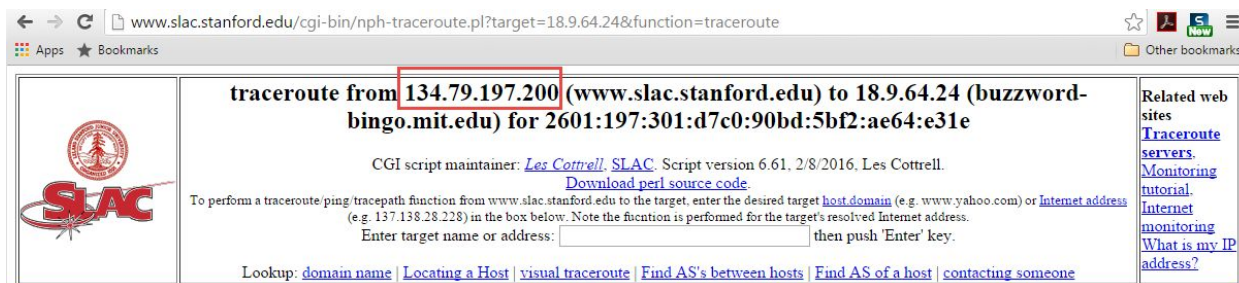 www.slac.stanford.edu/cgi-bin/nph-traceroute.pl?target=18.9.64.24&function=traceroute
New
Apps Bookmarks Other bookmarks
traceroute from 134.79.197.200 (www.slac.stanford.edu) to 18.9.64.24 (buzzword-
bingo.mit.edu) for 2601:197:301:d7c0:90bd:5bf2:ae64:e31e
CGI script maintainer: Les Cottrell, SLAC. Script version 6.61, 2/8/2016, Les Cottrell.
Download perl source code.
To perform a traceroute/ping/tracepath function from www.slac.stanford.edu to the target, enter the desired target host.domain (e.g. www.yahoo.com) or Internet address
(e.g. 137.138.28.228) in the box below. Note the fucntion is performed for the target's resolved Internet address.
Enter target name or address: then push 'Enter' key.
Lookup: domain name | Locating a Host | visual traceroute | Find AS's between hosts | Find AS of a host | contacting someone
SLAC
Related web
sites
Traceroute
servers,
Monitoring
tutorial,
Internet
monitoring
What is my IP
address?